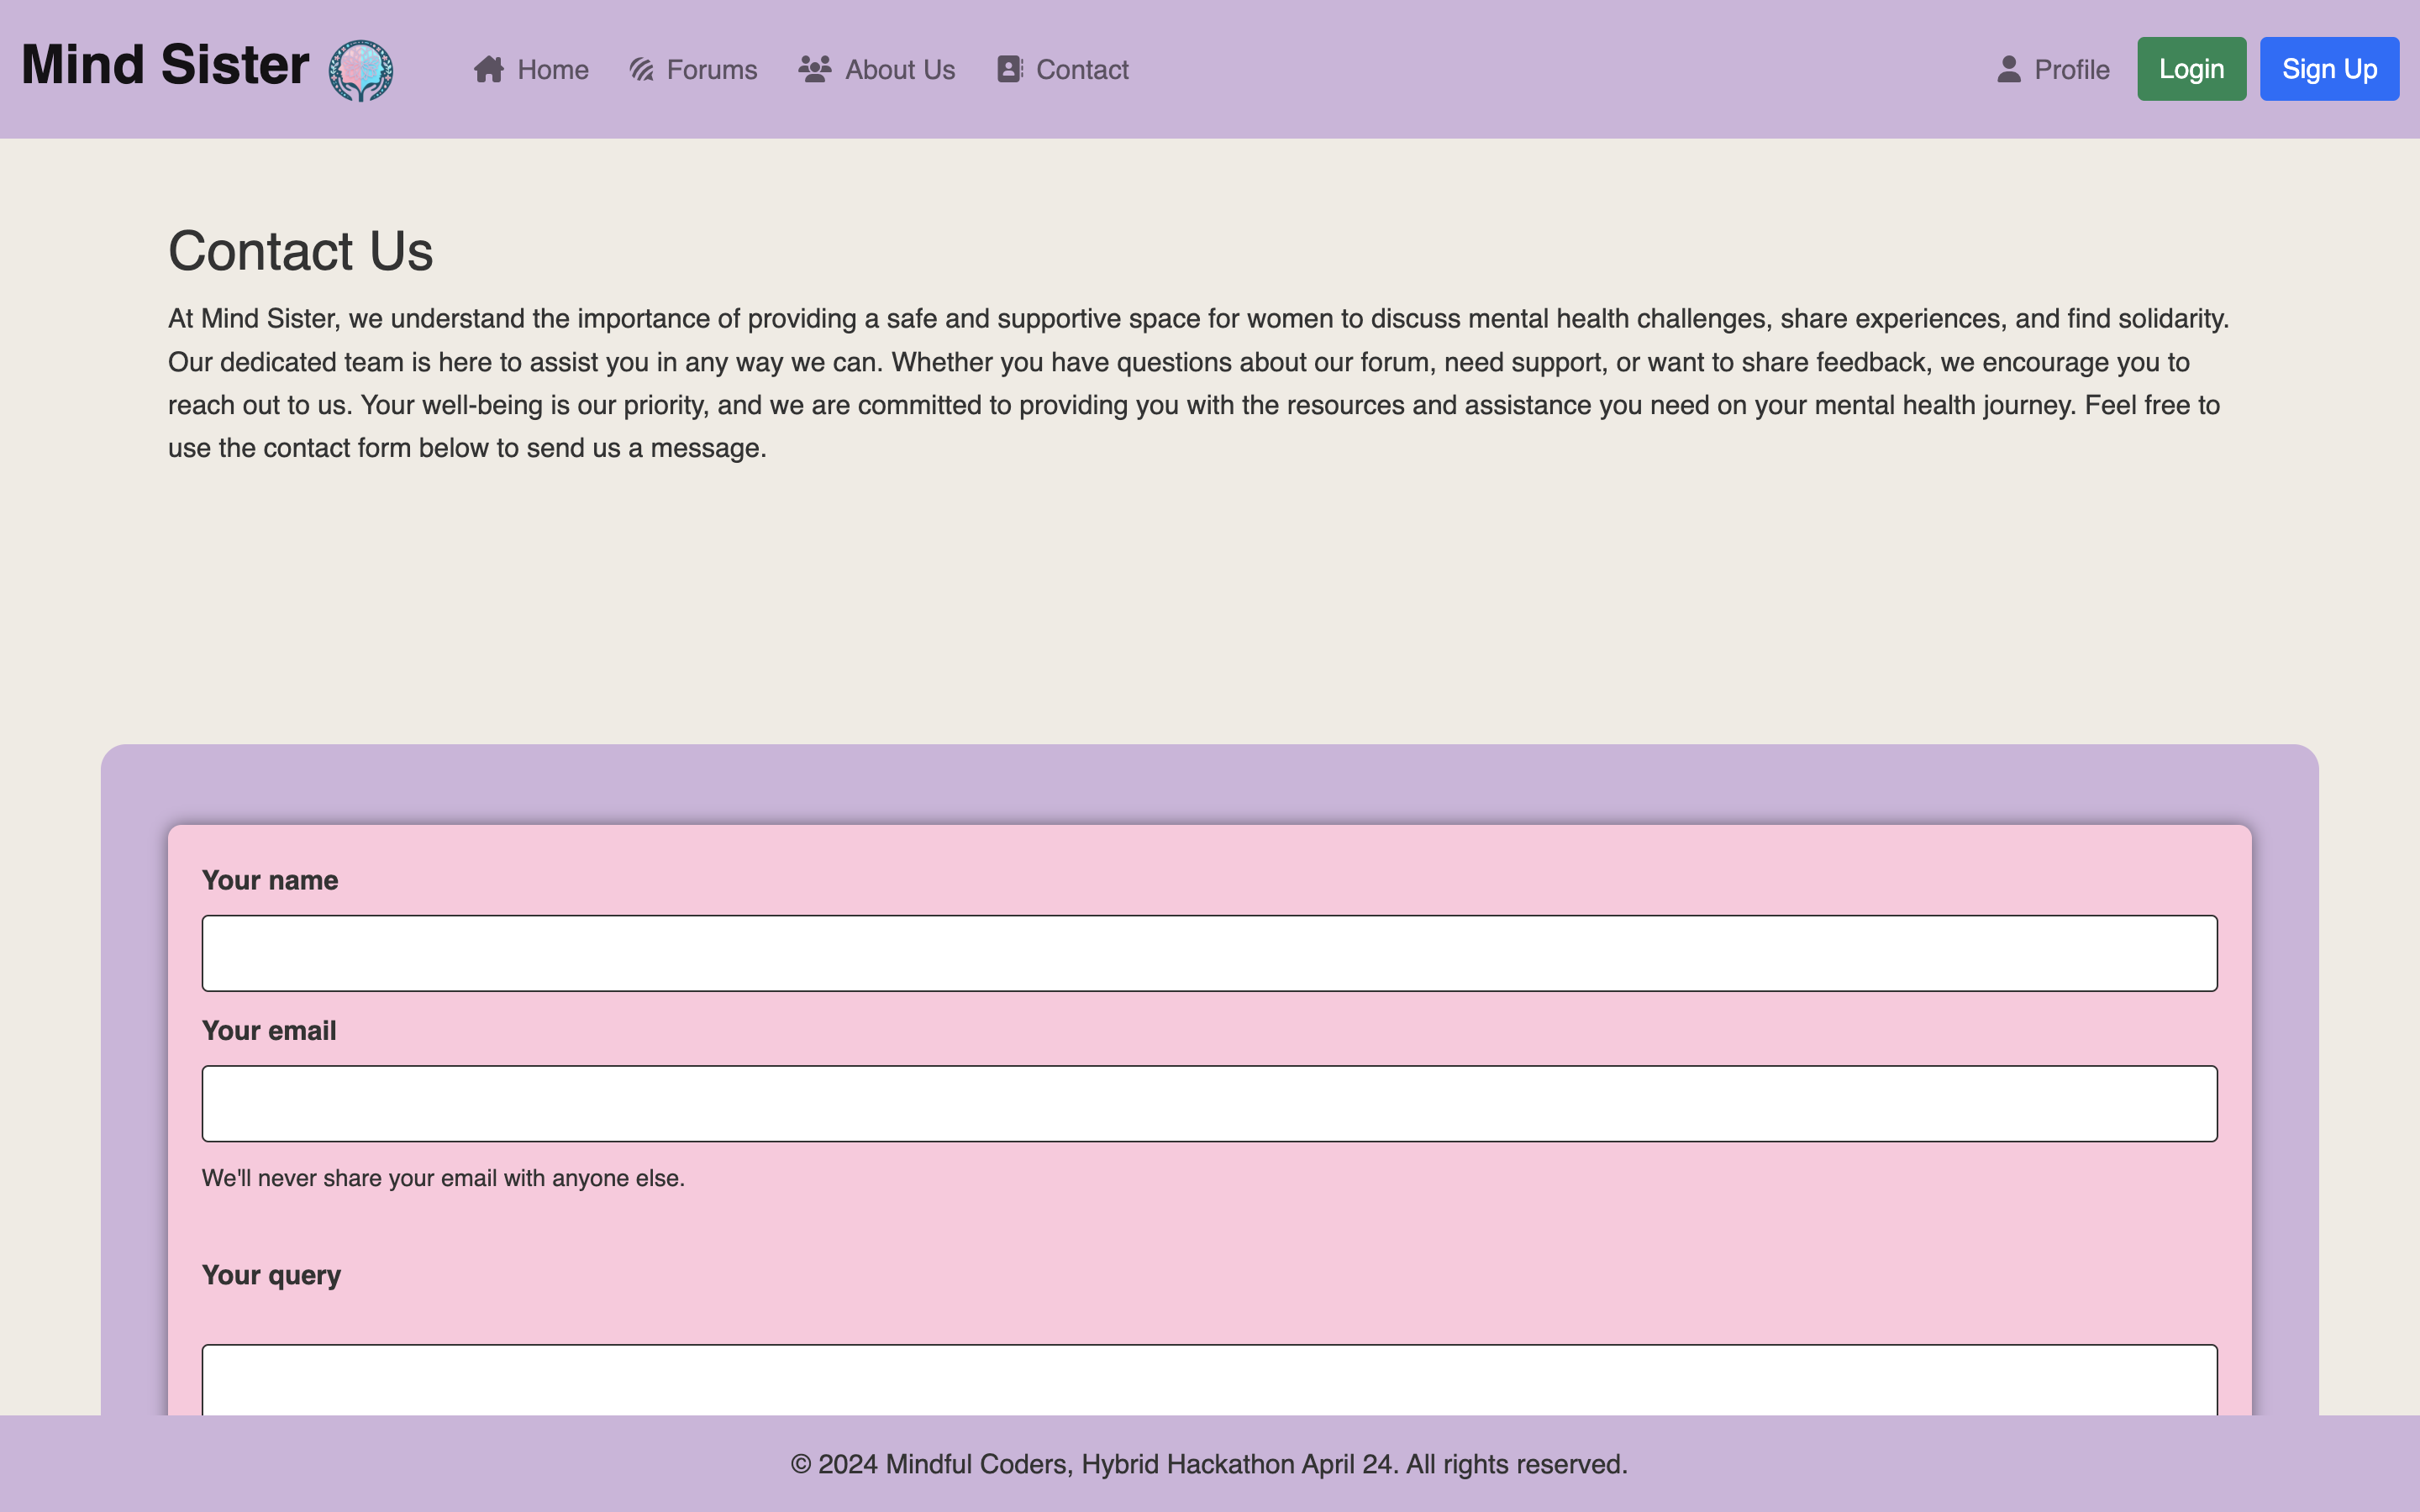 Mind Sister
Home
Forums
About Us
Contact
Profile
Login
Sign Up
Contact Us
At Mind Sister, we understand the importance of providing a safe and supportive space for women to discuss mental health challenges, share experiences, and find solidarity.
Our dedicated team is here to assist you in any way we can. Whether you have questions about our forum, need support, or want to share feedback, we encourage you to
reach out to us. Your well-being is our priority, and we are committed to providing you with the resources and assistance you need on your mental health journey. Feel free to
use the contact form below to send us a message.
Your name
Your email
We'll never share your email with anyone else.
Your query
© 2024 Mindful Coders, Hybrid Hackathon April 24. All rights reserved.